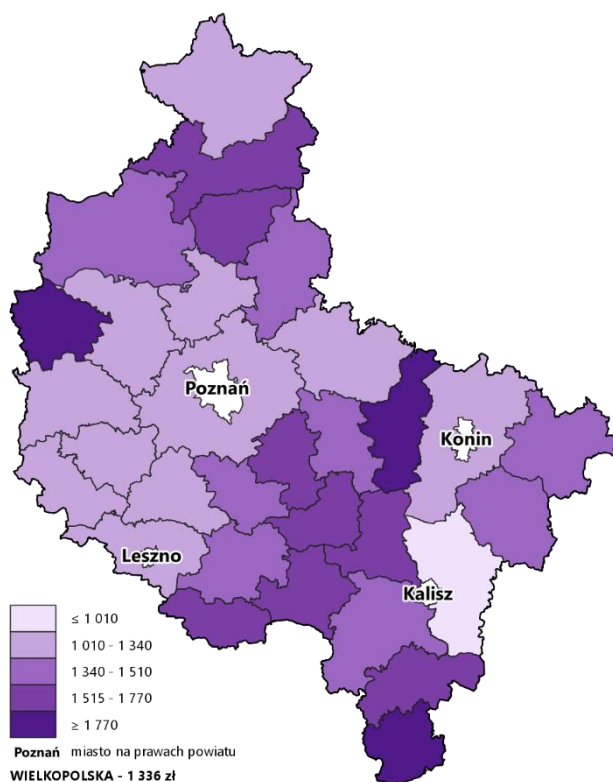 Poznań
Konin
Leszno
Kalisz
≤ 1 010
1 010 - 1 340
1 340 - 1 510
1 515 - 1 770
≥ 1 770
Poznań miasto na prawach powiatu
WIELKOPOLSKA - 1 336 zł